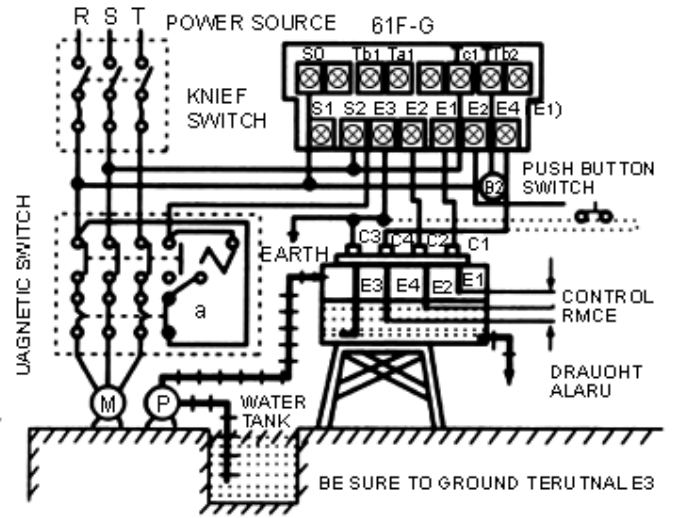 R S T POWER SOURCE 61F-G
S0 Tb1 Ta1 c1 Tb2
KNIEF
SWITCH
S1 S2 E3 E2 E1 E2 E4 (E1)
PUSH BUTTON
SWITCH
B2
UAGNETIC SWITCH
EARTH
C3 C4 C2 C1
E3 E4 E2 E1
CONTROL
RMCE
a
DRAUOHT
ALARU
M P
WATER
TANK
BE SURE TO GROUND TERUTNAL E3